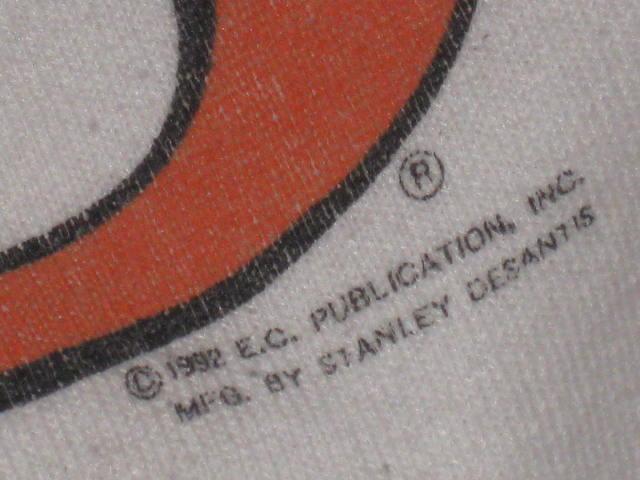 ®
© 1992 E.C. PUBLICATION, INC.
MFG. BY STANLEY DESANTIS